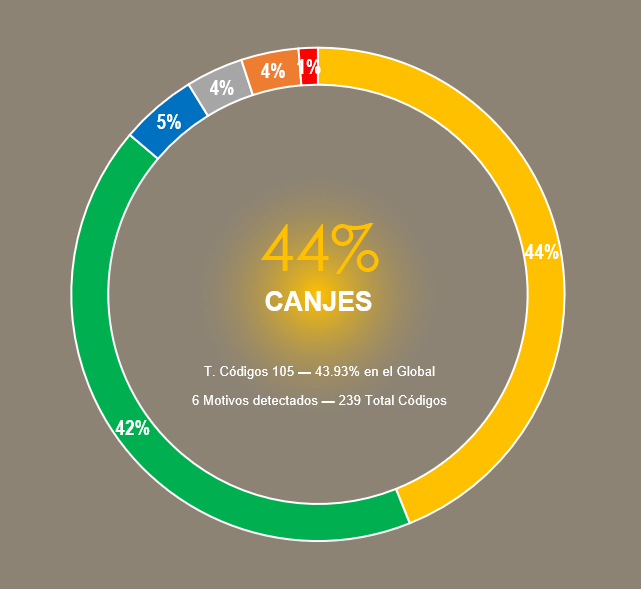 1%
4%
4%
5%
44%
44%
CANJES
T. Códigos 105 — 43.93% en el Global
6 Motivos detectados — 239 Total Códigos
42%